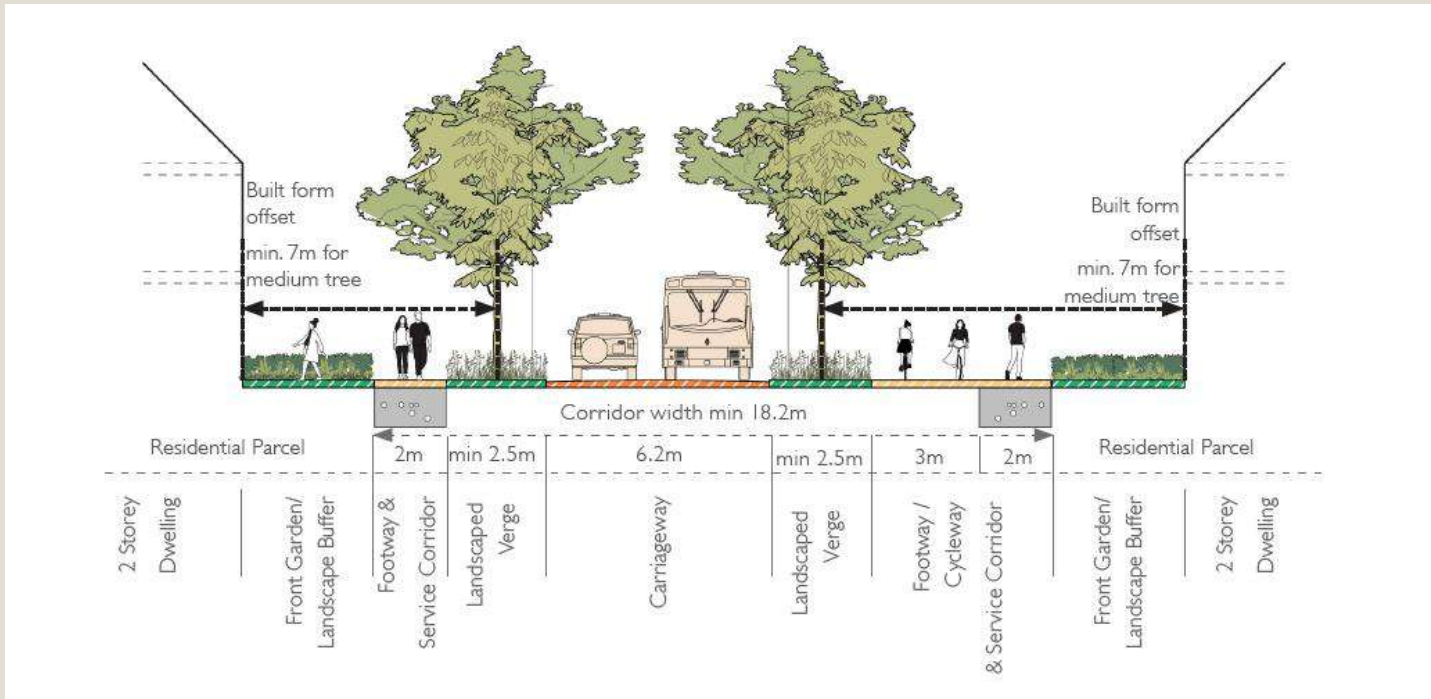 Built form
offset
min. 7m for
medium tree
Built form
offset
min. 7m for
medium tree
Corridor width min 18.2m
Residential Parcel
2m
min 2.5m
6.2m
min 2.5m
3m
2m
Residential Parcel
2 Storey
Dwelling
Front Garden/
Landscape Buffer
Footway &
Service Corridor
Landscaped
Verge
Carriageway
Landscaped
Verge
Footway /
Cycleway
& Service Corridor
Front Garden/
Landscape Buffer
2 Storey
Dwelling